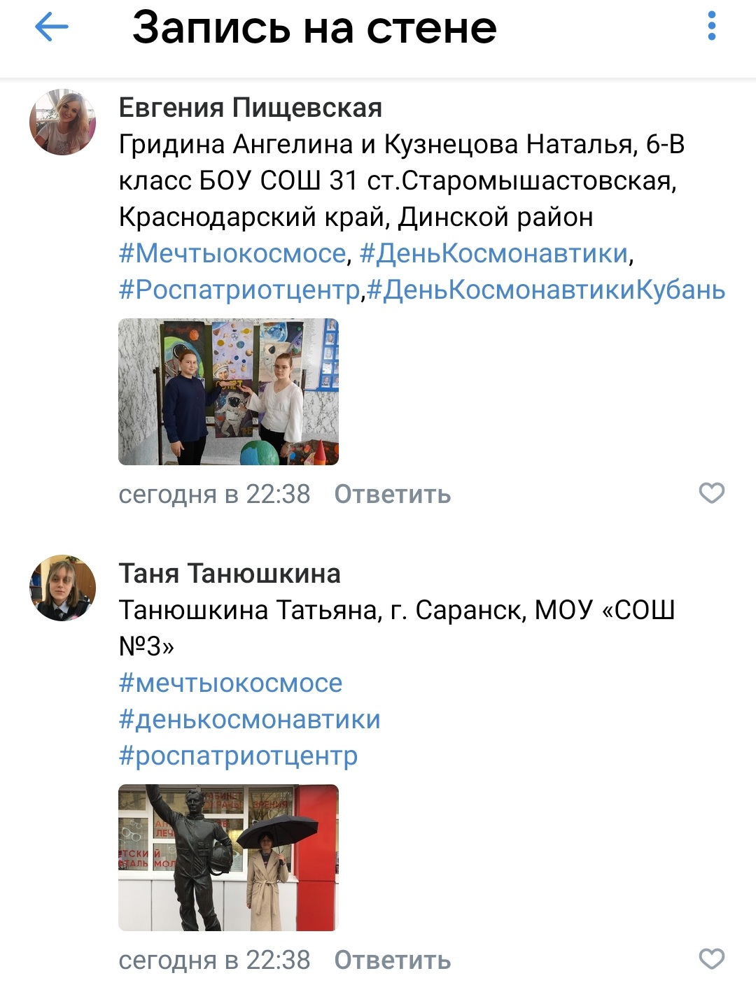 Запись на стене
Евгения Пищевская
Гридина Ангелина и Кузнецова Наталья, 6-В
класс БОУ СОШ 31 ст.Старомышастовская,
Краснодарский край, Динской район
#Мечтыокосмосе, #ДеньКосмонавтики,
#Роспатриотцентр,#ДеньКосмонавтикиКубань
сегодня в 22:38 Ответить
Таня Танюшкина
Танюшкина Татьяна, г. Саранск, МОУ «СОШ
№3»
#мечтыокосмосе
#денькосмонавтики
#роспатриотцентр
ЗРЕНИЯ
сегодня в 22:38 Ответить